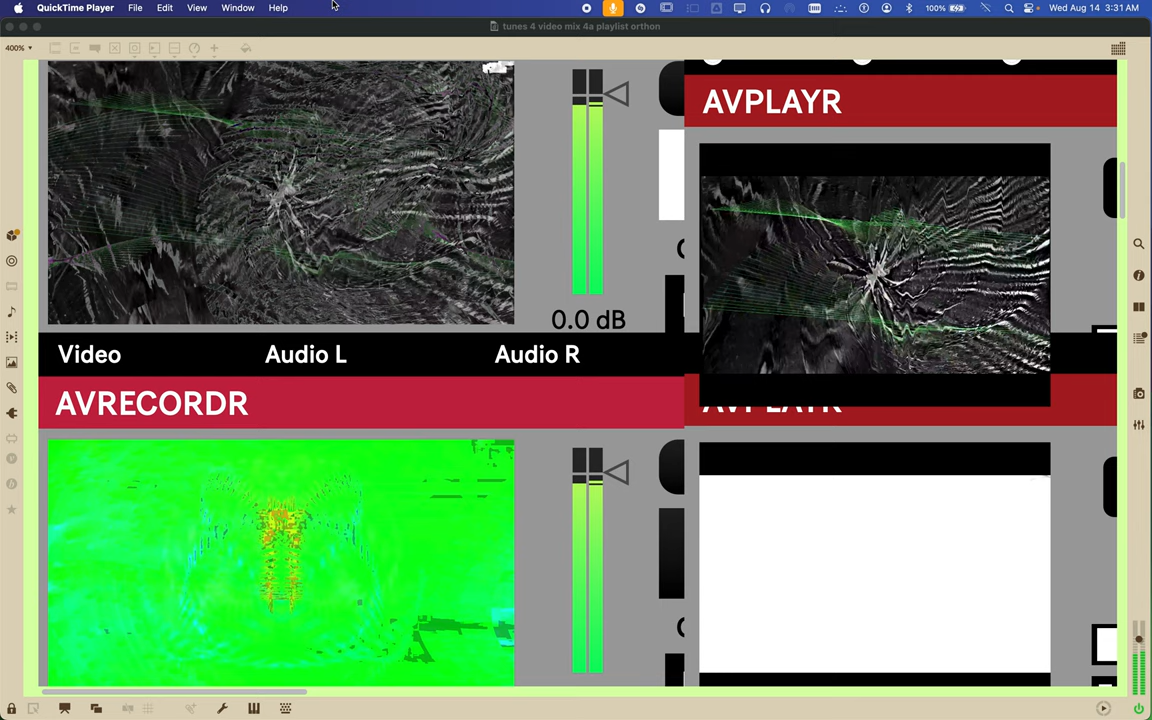 QuickTime Player File Edit View Window Help 100% Wed Aug 14 3:31 AM
tunes 4 video mix 4a playlist orthon
400%
AVPLAYR
0.0 dB
Video Audio L Audio R
AVRECORDR
AVPLAYR